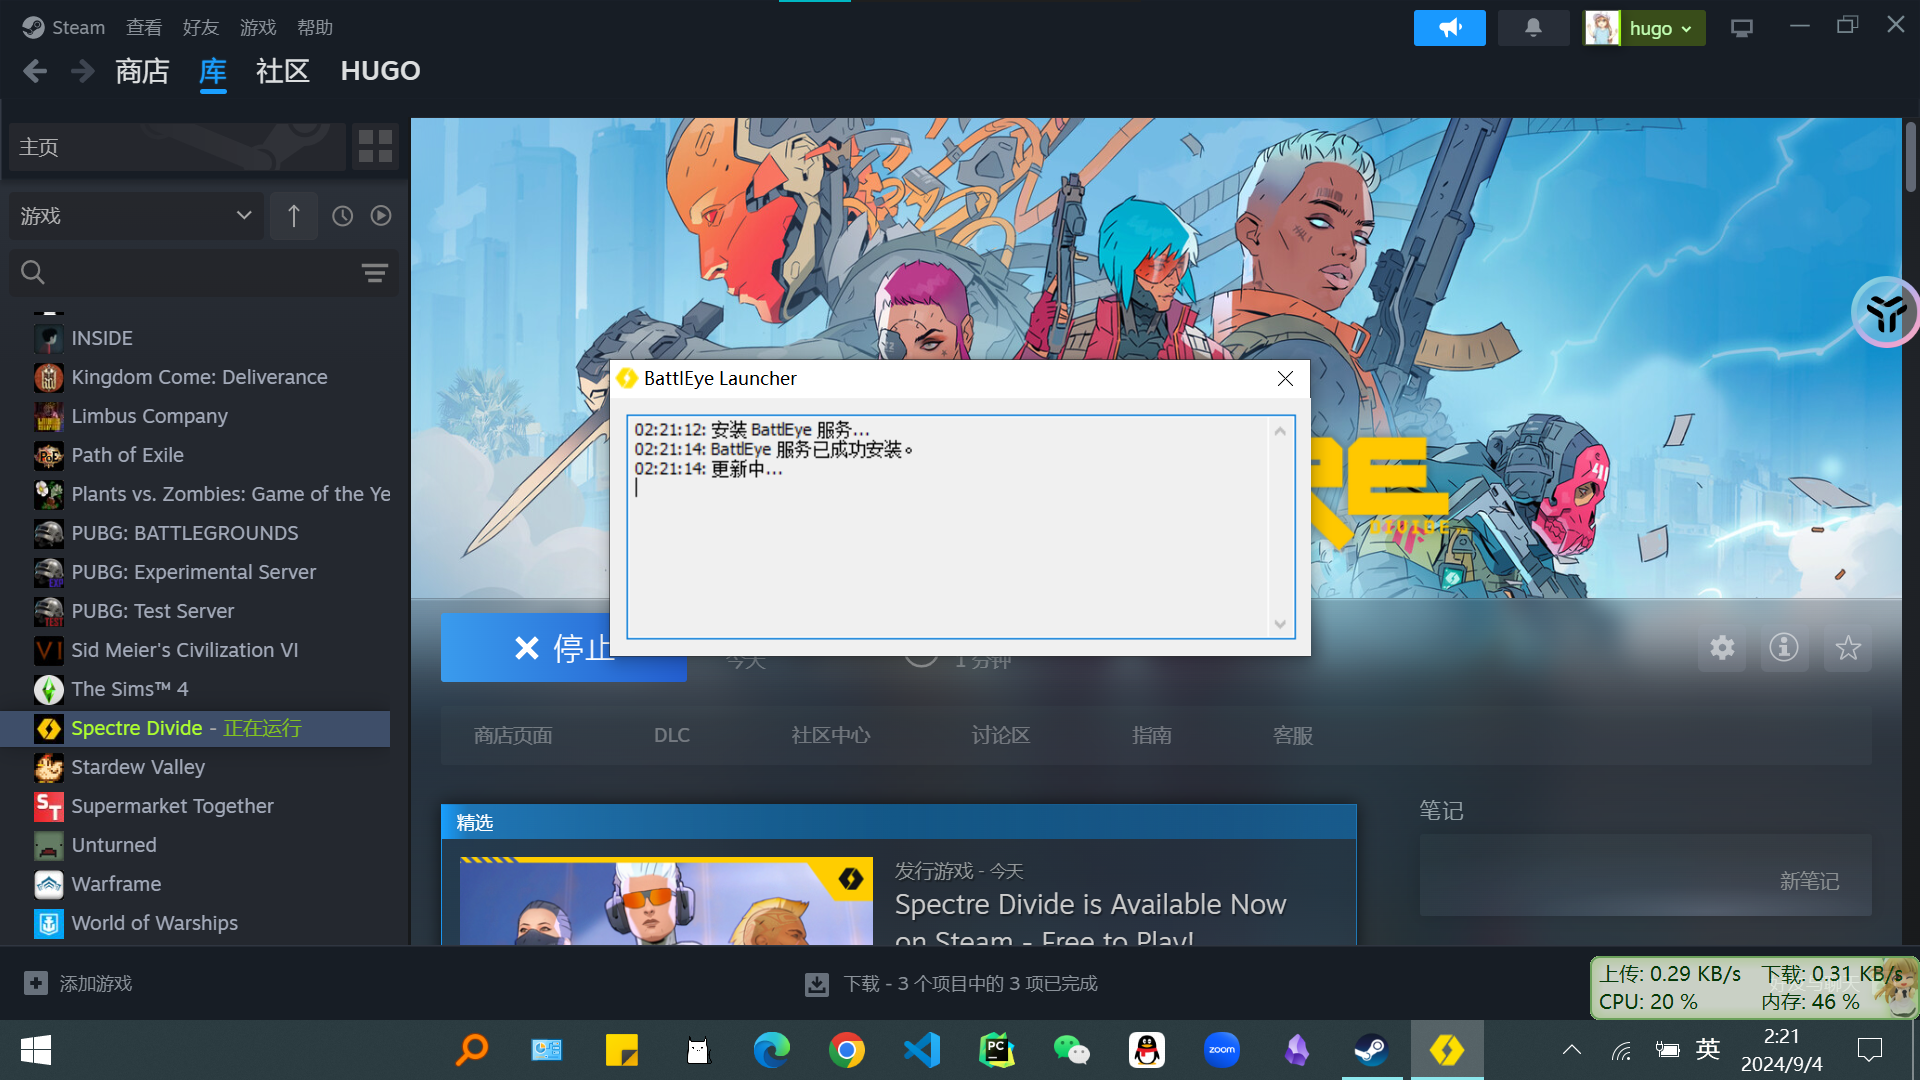 Steam 查看 好友 游戏 帮助
hugo
商店 库 社区 HUGO
主页
游戏
INSIDE
Kingdom Come: Deliverance
Limbus Company
Path of Exile
Plants vs. Zombies: Game of the Ye
PUBG: BATTLEGROUNDS
PUBG: Experimental Server
PUBG: Test Server
Sid Meier's Civilization VI
The Sims™ 4
Spectre Divide - 正在运行
Stardew Valley
Supermarket Together
Unturned
Warframe
World of Warships
BattlEye Launcher
02:21:12: 安装 BattlEye 服务...
02:21:14: BattlEye 服务已成功安装。
02:21:14: 更新中...
RE
DIVIDE
停止
今天
1 分钟
商店页面 DLC 社区中心 讨论区 指南 客服
精选
发行游戏 - 今天
Spectre Divide is Available Now
on Steam - Free to Play!
笔记
新笔记
添加游戏
下载 - 3 个项目中的 3 项已完成
上传: 0.29 KB/s 下载: 0.31 KB/s
CPU: 20 % 内存: 46 %
zoom
英
2:21
2024/9/4